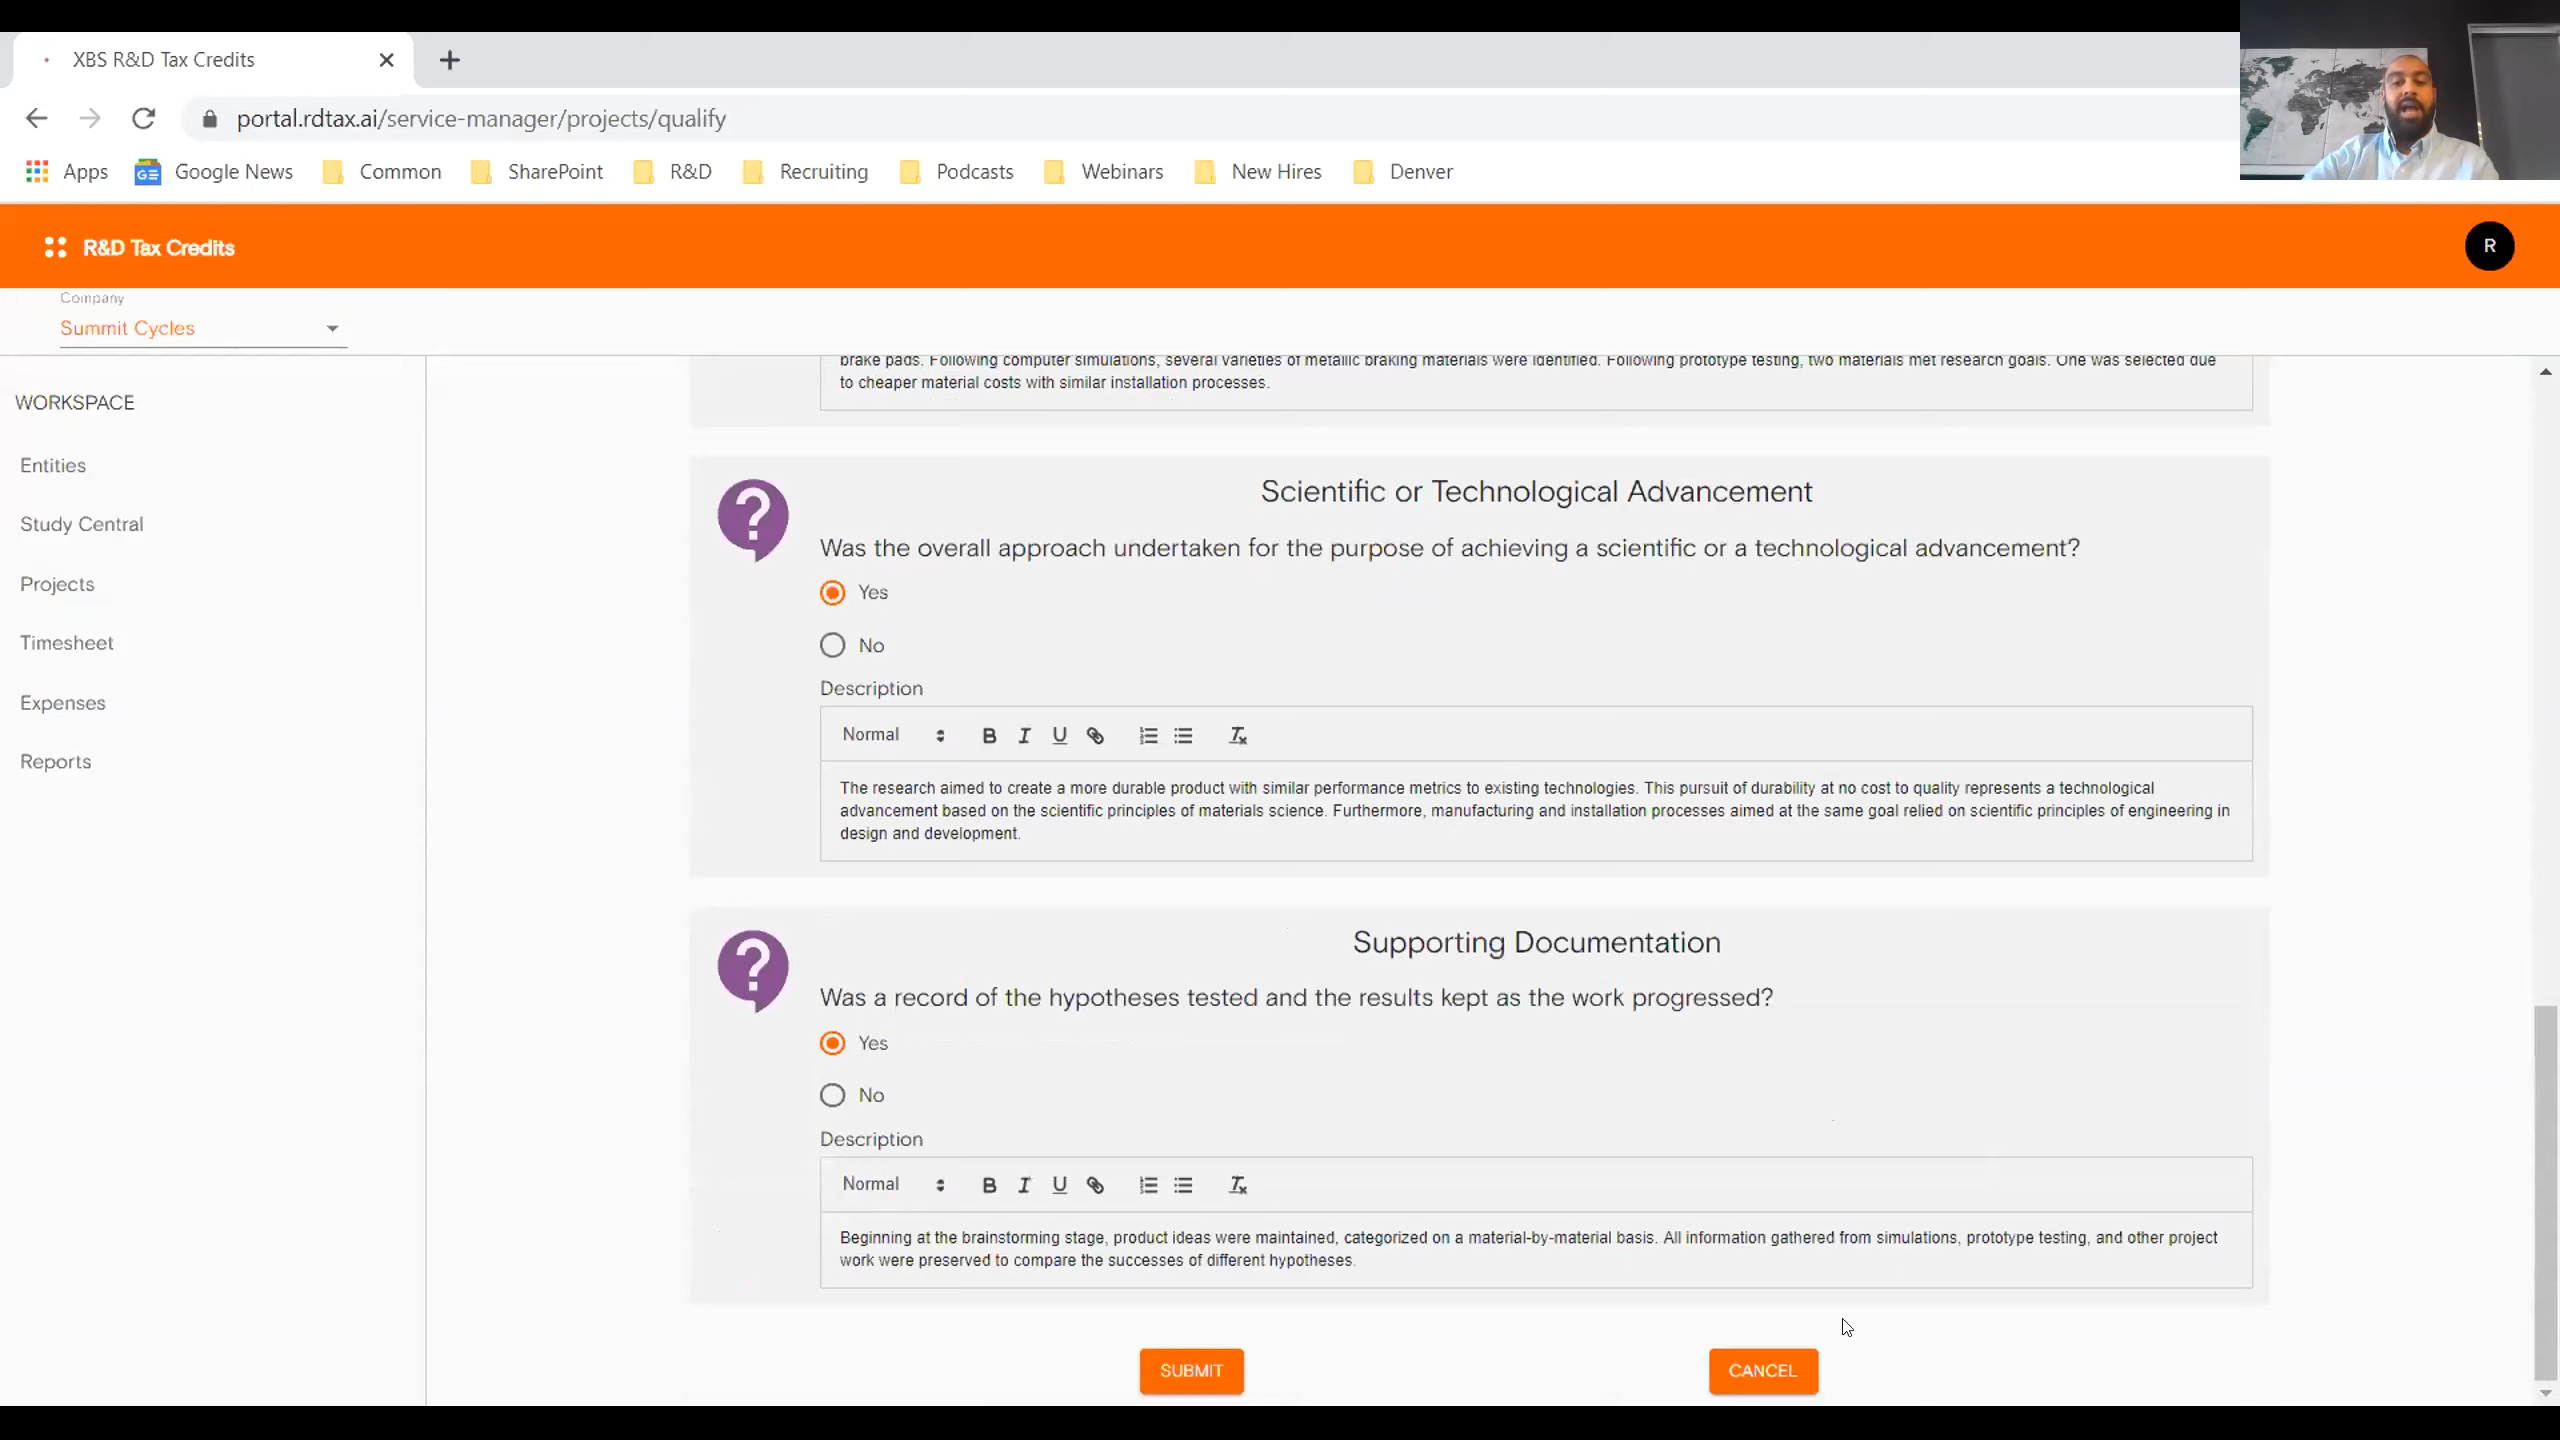 XBS R&D Tax Credits
portal.rdtax.ai/service-manager/projects/qualify
Apps Google News Common SharePoint R&D Recruiting Podcasts Webinars New Hires Denver
R&D Tax Credits
R
Company
Summit Cycles
WORKSPACE
Entities
Study Central
Projects
Timesheet
Expenses
Reports
brake pads. Following computer simulations, several varieties of metallic braking materials were identified. Following prototype testing, two materials met research goals. One was selected due
to cheaper material costs with similar installation processes.
Scientific or Technological Advancement
Was the overall approach undertaken for the purpose of achieving a scientific or a technological advancement?
Yes
No
Description
Normal B I U
The research aimed to create a more durable product with similar performance metrics to existing technologies. This pursuit of durability at no cost to quality represents a technological
advancement based on the scientific principles of materials science. Furthermore, manufacturing and installation processes aimed at the same goal relied on scientific principles of engineering in
design and development.
Supporting Documentation
Was a record of the hypotheses tested and the results kept as the work progressed?
Yes
No
Description
Normal B I U
Beginning at the brainstorming stage, product ideas were maintained, categorized on a material-by-material basis. All information gathered from simulations, prototype testing, and other project
work were preserved to compare the successes of different hypotheses.
SUBMIT CANCEL